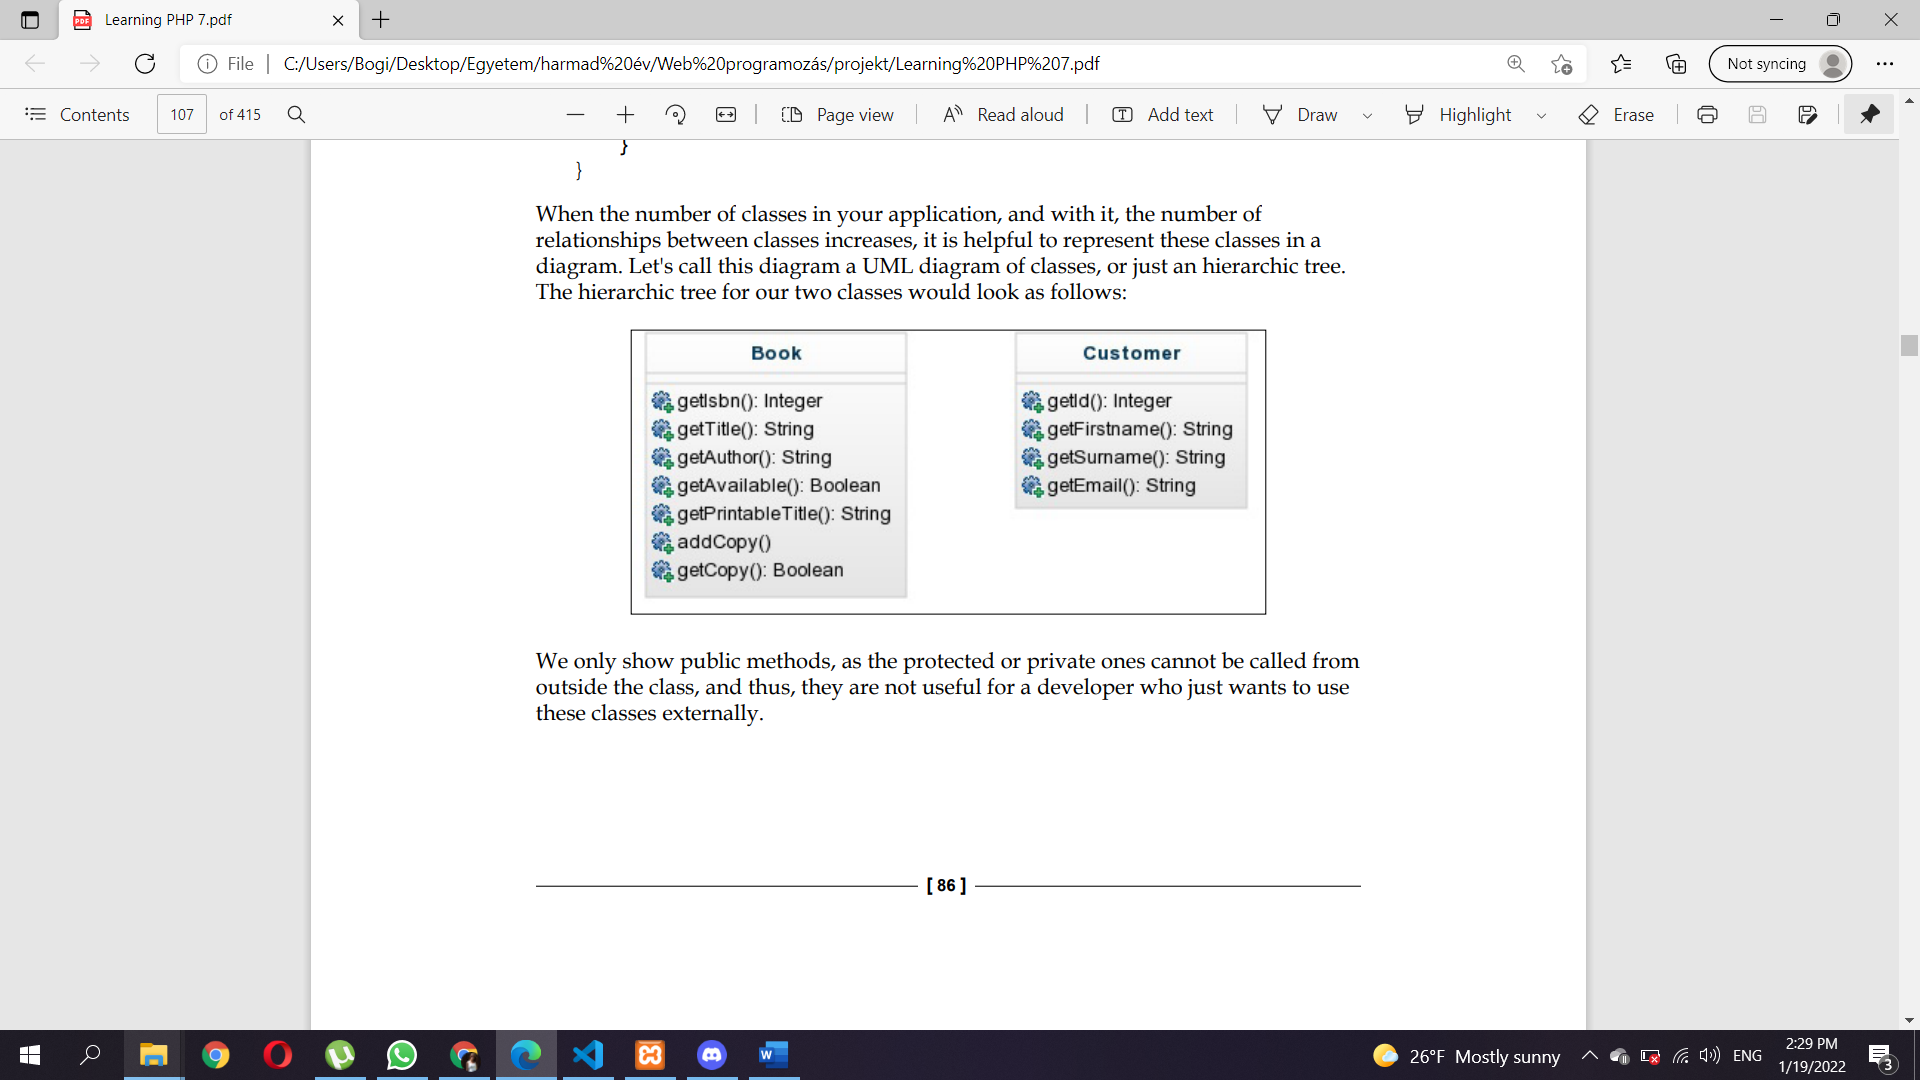 Learning PHP 7.pdf
File
C:/Users/Bogi/Desktop/Egyetem/harmad%20év/Web%20programozás/projekt/Learning%20PHP%207.pdf
Not syncing
Contents
107
of 415
Page view
Read aloud
Add text
Draw
Highlight
Erase
}
}
When the number of classes in your application, and with it, the number of
relationships between classes increases, it is helpful to represent these classes in a
diagram. Let's call this diagram a UML diagram of classes, or just an hierarchic tree.
The hierarchic tree for our two classes would look as follows:
Book
getIsbn(): Integer
getTitle(): String
getAuthor(): String
getAvailable(): Boolean
getPrintableTitle(): String
addCopy()
getCopy(): Boolean
Customer
getId(): Integer
getFirstname(): String
getSurname(): String
getEmail(): String
We only show public methods, as the protected or private ones cannot be called from
outside the class, and thus, they are not useful for a developer who just wants to use
these classes externally.
[ 86 ]
26°F Mostly sunny
ENG
2:29 PM
1/19/2022
3